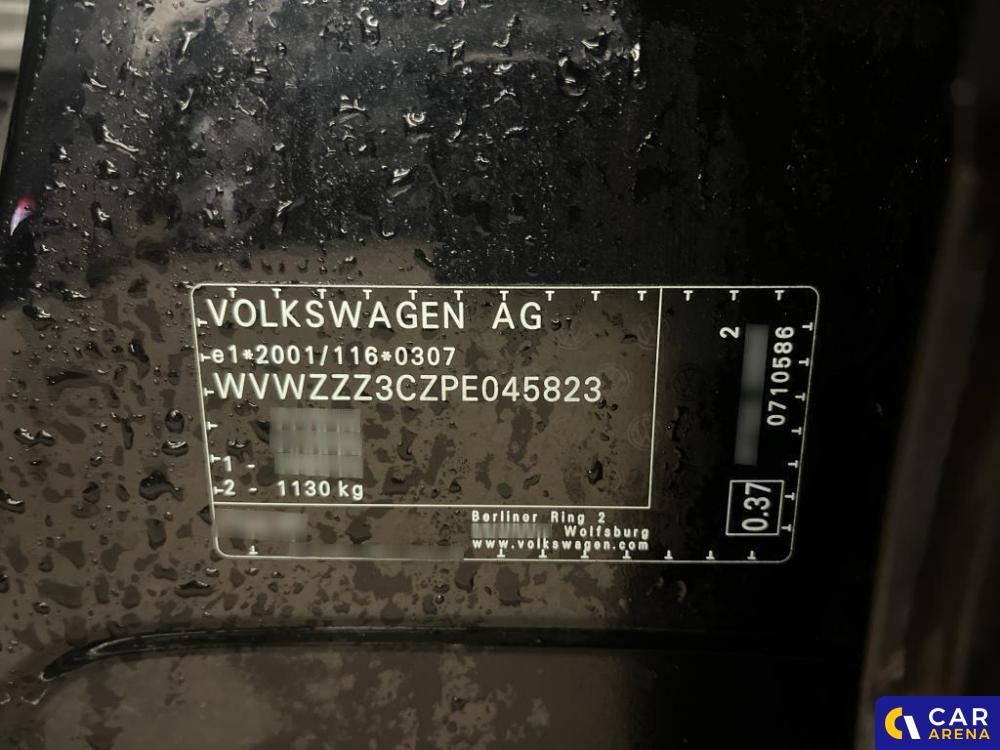 VOLKSWAGEN AG
e1*2001/116*0307
WVWZZZ3CZPE045823
1 -
2 - 1130 kg
Berliner Ring 2
Wolfsburg
www.volkswagen.com
2
0710586
0.37
CAR
ARENA